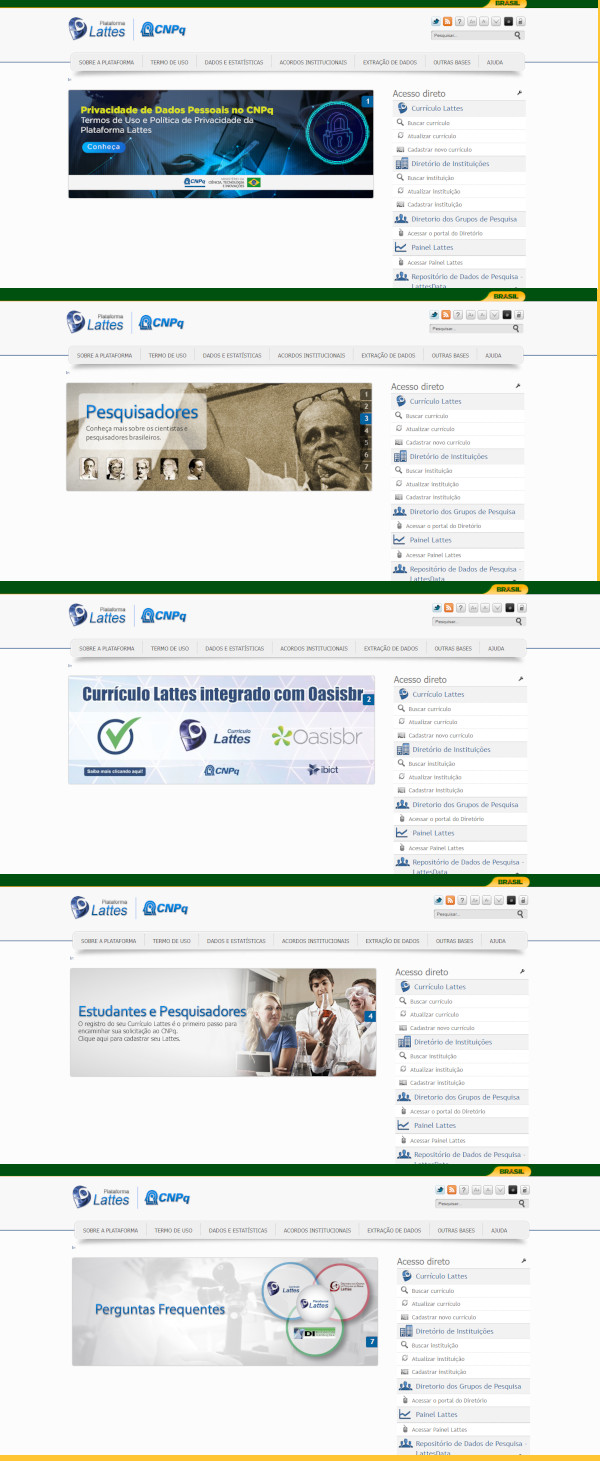 BRASIL
Plataforma
Lattes
CNPq
Pesquisar...
SOBRE A PLATAFORMA TERMO DE USO DADOS E ESTATÍSTICAS ACORDOS INSTITUCIONAIS EXTRAÇÃO DE DADOS OUTRAS BASES AJUDA
Privacidade de Dados Pessoais no CNPq
Termos de Uso e Política de Privacidade da
Plataforma Lattes
Conheça
1
CNPq
MINISTÉRIO DA
CIÊNCIA, TECNOLOGIA
E INOVAÇÕES
Acesso direto
Currículo Lattes
Buscar currículo
Atualizar currículo
Cadastrar novo currículo
Diretório de Instituições
Buscar instituição
Atualizar instituição
Cadastrar instituição
Diretorio dos Grupos de Pesquisa
Acessar o portal do Diretório
Painel Lattes
Acessar Painel Lattes
Repositório de Dados de Pesquisa -
LattesData
BRASIL
Plataforma
Lattes
CNPq
Pesquisar...
SOBRE A PLATAFORMA TERMO DE USO DADOS E ESTATÍSTICAS ACORDOS INSTITUCIONAIS EXTRAÇÃO DE DADOS OUTRAS BASES AJUDA
Pesquisadores
Conheça mais sobre os cientistas e
pesquisadores brasileiros.
1
2
3
4
5
6
7
Acesso direto
Currículo Lattes
Buscar currículo
Atualizar currículo
Cadastrar novo currículo
Diretório de Instituições
Buscar instituição
Atualizar instituição
Cadastrar instituição
Diretorio dos Grupos de Pesquisa
Acessar o portal do Diretório
Painel Lattes
Acessar Painel Lattes
Repositório de Dados de Pesquisa -
LattesData
BRASIL
Plataforma
Lattes
CNPq
Pesquisar...
SOBRE A PLATAFORMA TERMO DE USO DADOS E ESTATÍSTICAS ACORDOS INSTITUCIONAIS EXTRAÇÃO DE DADOS OUTRAS BASES AJUDA
Currículo Lattes integrado com Oasisbr
2
Currículo
Lattes
Oasisbr
Saiba mais clicando aqui!
CNPq
ibict
Acesso direto
Currículo Lattes
Buscar currículo
Atualizar currículo
Cadastrar novo currículo
Diretório de Instituições
Buscar instituição
Atualizar instituição
Cadastrar instituição
Diretorio dos Grupos de Pesquisa
Acessar o portal do Diretório
Painel Lattes
Acessar Painel Lattes
Repositório de Dados de Pesquisa -
LattesData
BRASIL
Plataforma
Lattes
CNPq
Pesquisar...
SOBRE A PLATAFORMA TERMO DE USO DADOS E ESTATÍSTICAS ACORDOS INSTITUCIONAIS EXTRAÇÃO DE DADOS OUTRAS BASES AJUDA
Estudantes e Pesquisadores
O registro do seu Currículo Lattes é o primeiro passo para
encaminhar sua solicitação ao CNPq.
Clique aqui para cadastrar seu Lattes.
4
Acesso direto
Currículo Lattes
Buscar currículo
Atualizar currículo
Cadastrar novo currículo
Diretório de Instituições
Buscar instituição
Atualizar instituição
Cadastrar instituição
Diretorio dos Grupos de Pesquisa
Acessar o portal do Diretório
Painel Lattes
Acessar Painel Lattes
Repositório de Dados de Pesquisa -
LattesData
BRASIL
Plataforma
Lattes
CNPq
Pesquisar...
SOBRE A PLATAFORMA TERMO DE USO DADOS E ESTATÍSTICAS ACORDOS INSTITUCIONAIS EXTRAÇÃO DE DADOS OUTRAS BASES AJUDA
Perguntas Frequentes
Lattes
Lattes
Plataforma
Lattes
DI
7
Acesso direto
Currículo Lattes
Buscar currículo
Atualizar currículo
Cadastrar novo currículo
Diretório de Instituições
Buscar instituição
Atualizar instituição
Cadastrar instituição
Diretorio dos Grupos de Pesquisa
Acessar o portal do Diretório
Painel Lattes
Acessar Painel Lattes
Repositório de Dados de Pesquisa -
LattesData